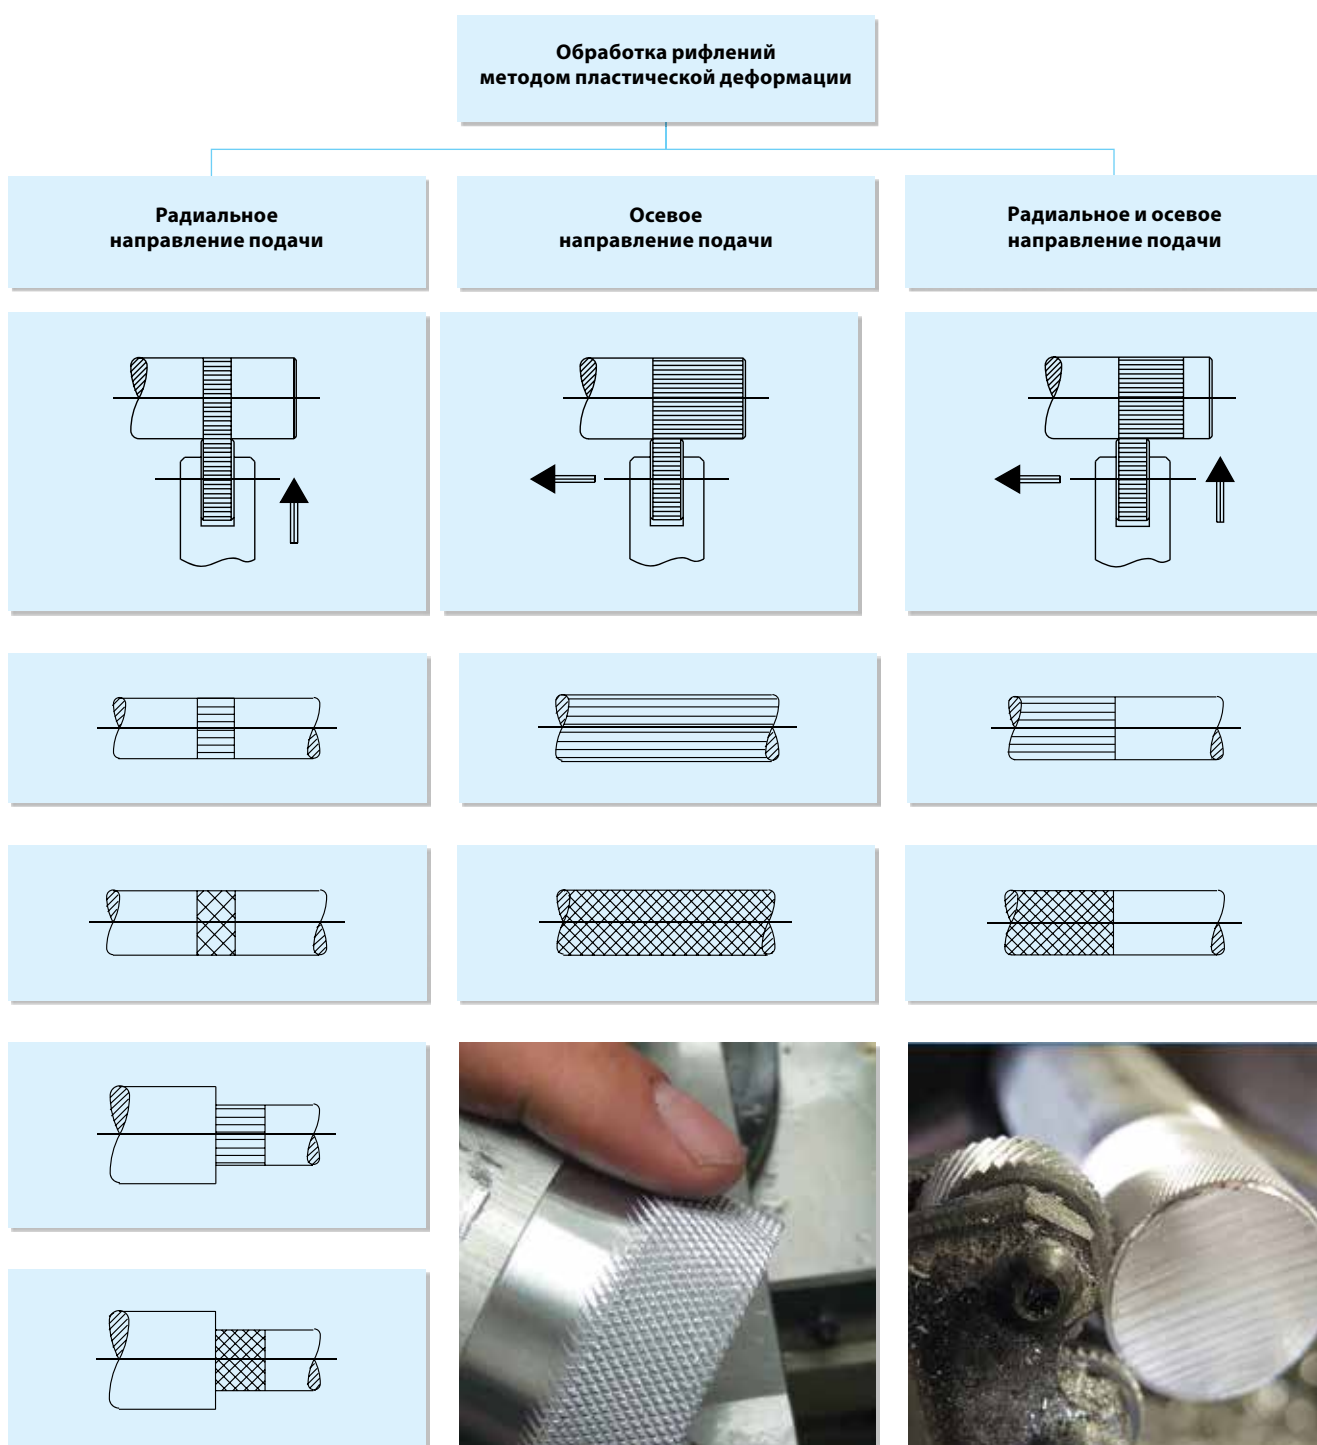 Обработка рифлений
методом пластической деформации
Радиальное
направление подачи
Осевое
направление подачи
Радиальное и осевое
направление подачи